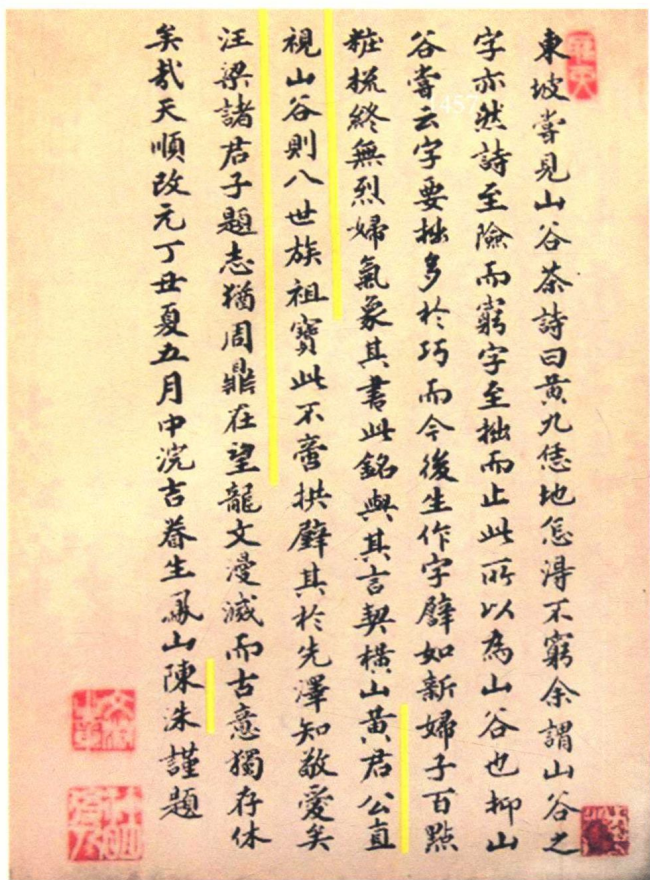 東坡嘗見山谷茶詩曰黄九恁地怎得不窮余謂山谷之
字亦然詩至險而窮字至拙而止此所以為山谷也抑山
谷嘗云字要拙多於巧而今後生作字譬如新婦子百點
粧梳終無烈婦氣象其書此銘與其言契橫山黄君公直
視山谷則八世族祖寶此不啻拱璧其於先澤知敬愛矣
汪梁諸君子題志猶周鼎在望龍文漫滅而古意獨存休
矣哉天順改元丁丑夏五月中浣吉眷生鳳山陳洙謹題
1457